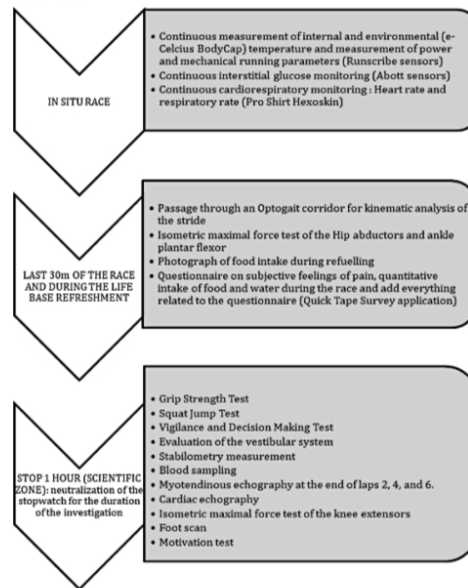 IN SITU RACE
• Continuous measurement of internal and environmental (e-
Celcius BodyCap) temperature and measurement of power
and mechanical running parameters (Runscribe sensors)
• Continuous interstitial glucose monitoring (Abott sensors)
• Continuous cardiorespiratory monitoring : Heart rate and
respiratory rate (Pro Shirt Hexoskin)
LAST 30m OF THE RACE
AND DURING THE LIFE
BASE REFRESHMENT
• Passage through an Optogait corridor for kinematic analysis of
the stride
• Isometric maximal force test of the Hip abductors and ankle
plantar flexor
• Photograph of food intake during refuelling
• Questionnaire on subjective feelings of pain, quantitative
intake of food and water during the race and add everything
related to the questionnaire (Quick Tape Survey application)
STOP 1 HOUR (SCIENTIFIC
ZONE): neutralization of the
stopwatch for the duration
of the investigation
• Grip Strength Test
• Squat Jump Test
• Vigilance and Decision Making Test
• Evaluation of the vestibular system
• Stabilometry measurement
• Blood sampling
• Myotendinous echography at the end of laps 2, 4, and 6.
• Cardiac echography
• Isometric maximal force test of the knee extensors
• Foot scan
• Motivation test